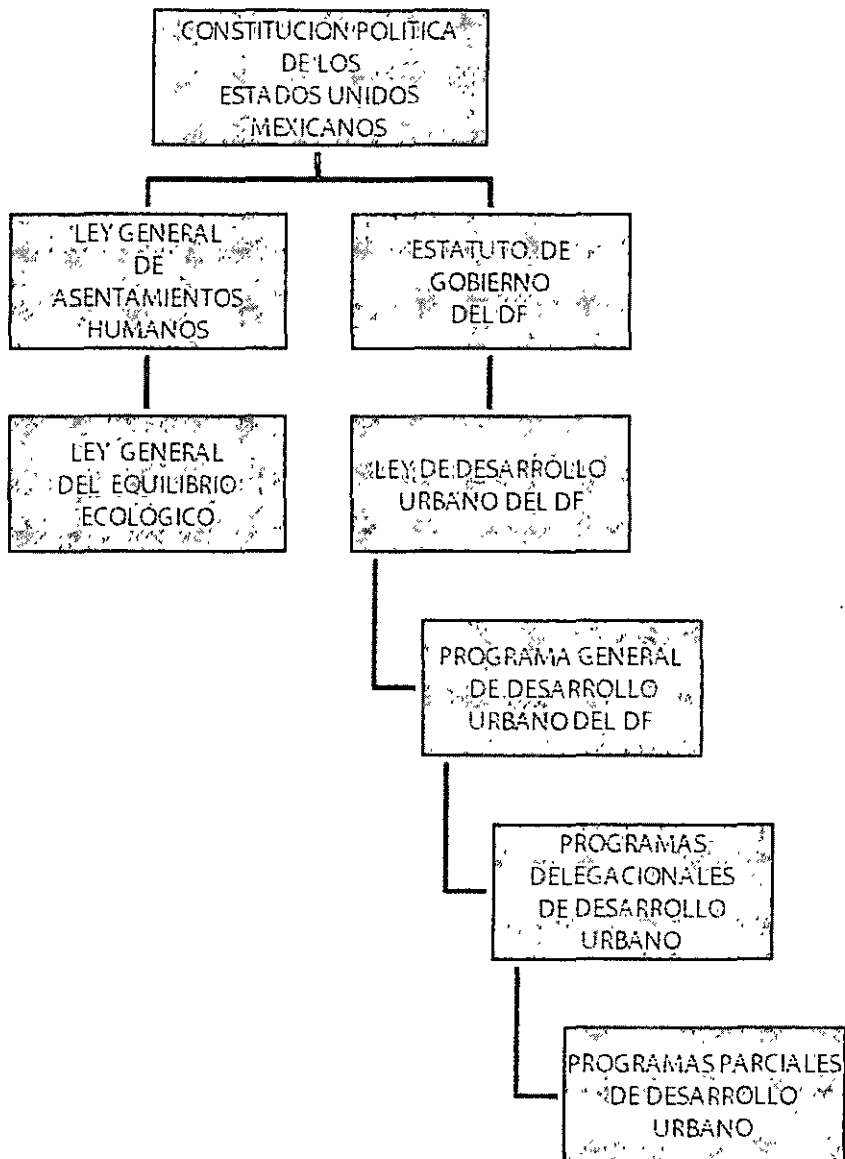 CONSTITUCIÓN POLÍTICA
DE LOS
ESTADOS UNIDOS
MEXICANOS
LEY GENERAL
DE
ASENTAMIENTOS
HUMANOS
ESTATUTO DE
GOBIERNO
DEL DF
LEY GENERAL
DEL EQUILIBRIO
ECOLÓGICO
LEY DE DESARROLLO
URBANO DEL DF
PROGRAMA GENERAL
DE DESARROLLO
URBANO DEL DF
PROGRAMAS
DELEGACIONALES
DE DESARROLLO
URBANO
PROGRAMAS PARCIALES
DE DESARROLLO
URBANO